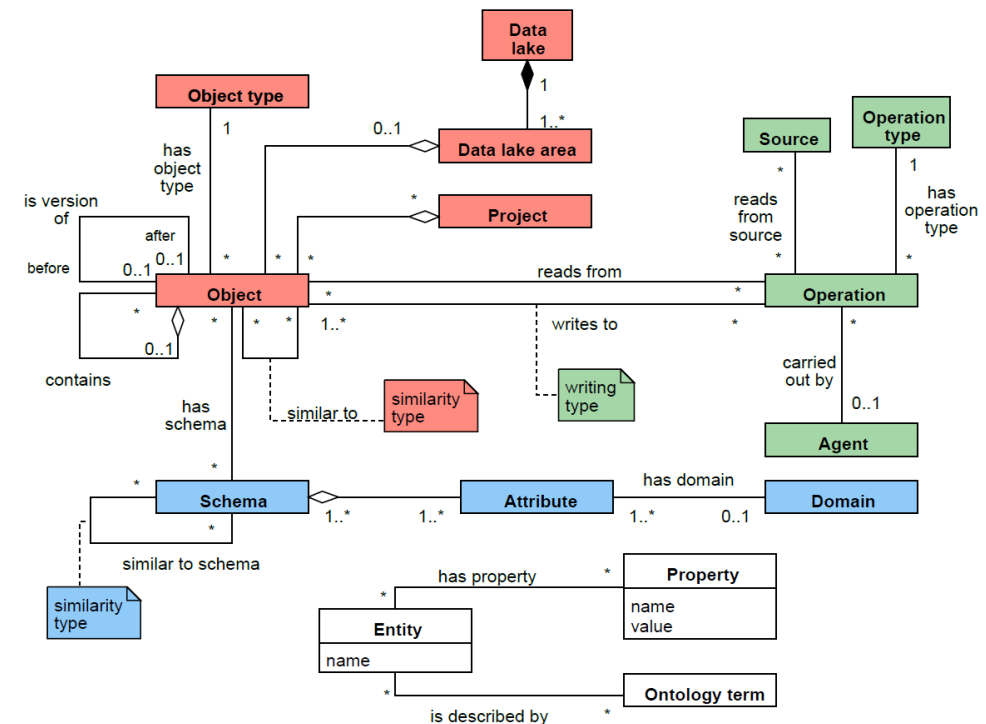 Data
lake
1
1..*
Object type
1
has
object
type
0..1
Data lake area
*
Project
Source
Operation
type
*
1
reads
from
source
has
operation
type
*
*
is version
of
after
0..1
before
0..1
*
*
*
Object
reads from
*
*
Operation
1..*
writes to
*
*
0..1
contains
*
*
*
similar to
similarity
type
writing
type
*
carried
out by
0..1
Agent
has
schema
*
*
Schema
*
similar to schema
similarity
type
1..*
1..*
Attribute
has domain
1..*
0..1
Domain
has property
*
*
Property
name
value
Entity
name
*
is described by
*
Ontology term